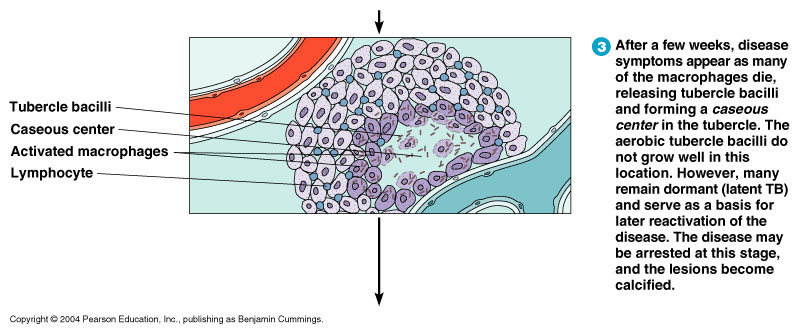 Tubercle bacilli
Caseous center
Activated macrophages
Lymphocyte
3 After a few weeks, disease
symptoms appear as many
of the macrophages die,
releasing tubercle bacilli
and forming a caseous
center in the tubercle. The
aerobic tubercle bacilli do
not grow well in this
location. However, many
remain dormant (latent TB)
and serve as a basis for
later reactivation of the
disease. The disease may
be arrested at this stage,
and the lesions become
calcified.
Copyright © 2004 Pearson Education, Inc., publishing as Benjamin Cummings.